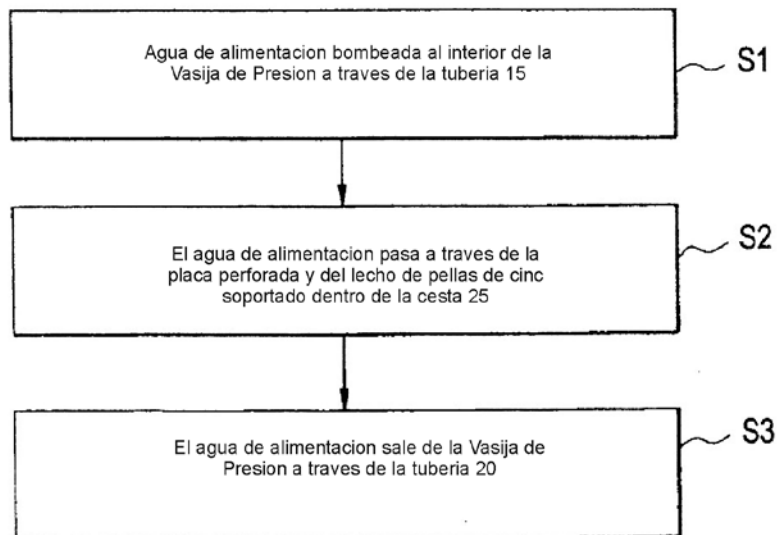 Agua de alimentacion bombeada al interior de la
Vasija de Presion a traves de la tuberia 15
S1
El agua de alimentacion pasa a traves de la
placa perforada y del lecho de pellas de cinc
soportado dentro de la cesta 25
S2
El agua de alimentacion sale de la Vasija de
Presion a traves de la tuberia 20
S3